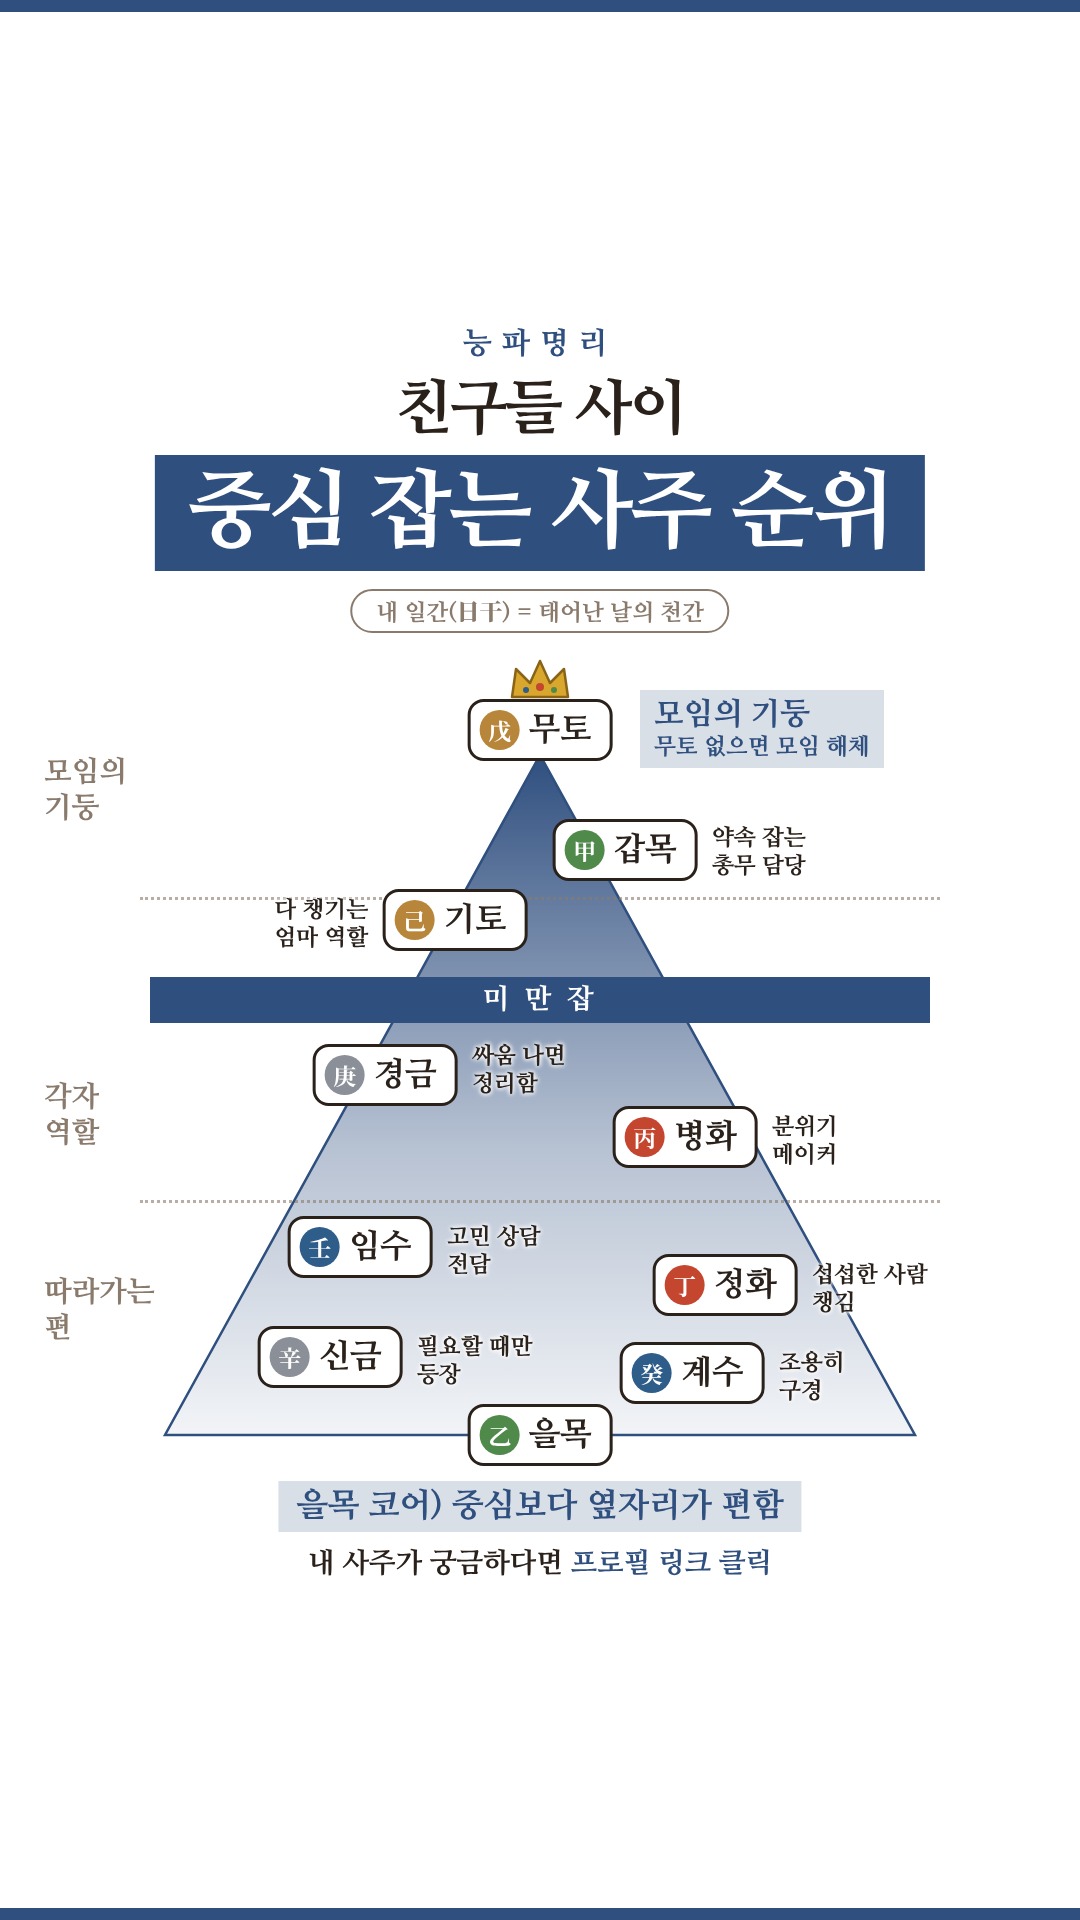 능파명리
친구들 사이
중심 잡는 사주 순위
내 일간(日干) = 태어난 날의 천간
戊 무토
모임의 기둥
무토 없으면 모임 해체
모임의
기둥
甲 갑목
약속 잡는
총무 담당
다 챙기는
엄마 역할
己 기토
미만잡
庚 경금
싸움 나면
정리함
각자
역할
丙 병화
분위기
메이커
壬 임수
고민 상담
전담
丁 정화
섭섭한 사람
챙김
따라가는
편
辛 신금
필요할 때만
등장
癸 계수
조용히
구경
乙 을목
을목 코어) 중심보다 옆자리가 편함
내 사주가 궁금하다면 프로필 링크 클릭